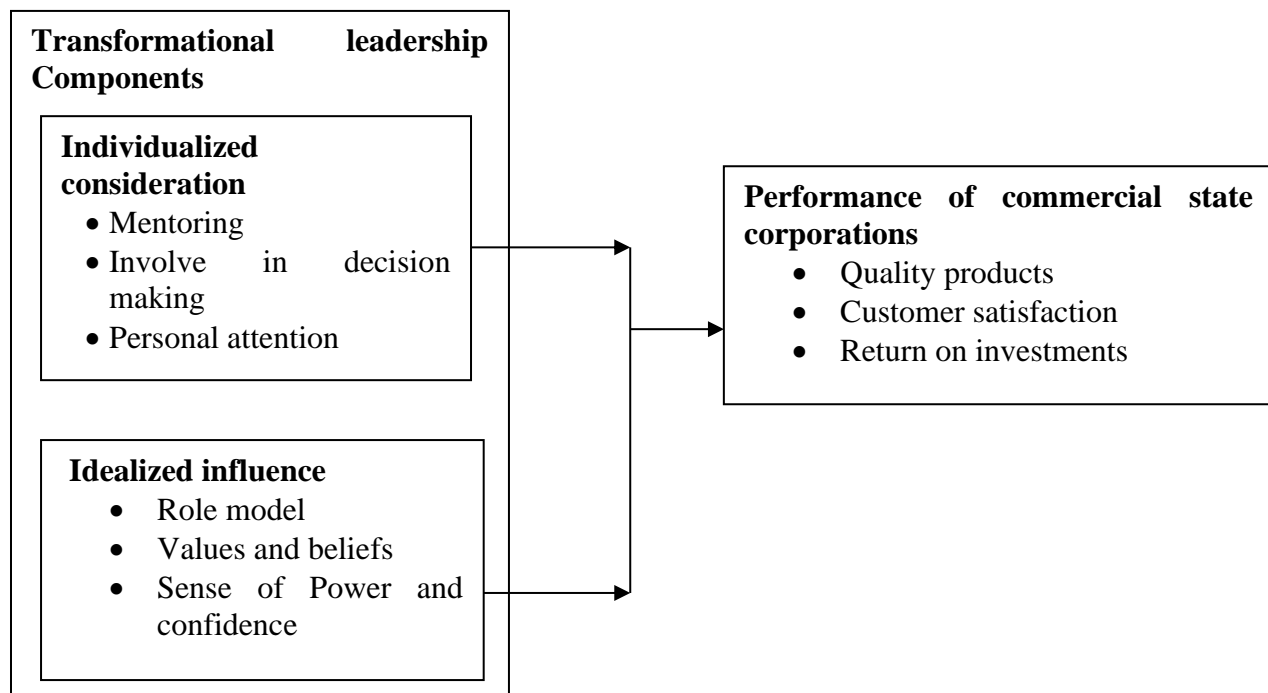 Transformational leadership
Components
Individualized
consideration
• Mentoring
• Involve in decision
making
• Personal attention
Idealized influence
• Role model
• Values and beliefs
• Sense of Power and
confidence
Performance of commercial state
corporations
• Quality products
• Customer satisfaction
• Return on investments